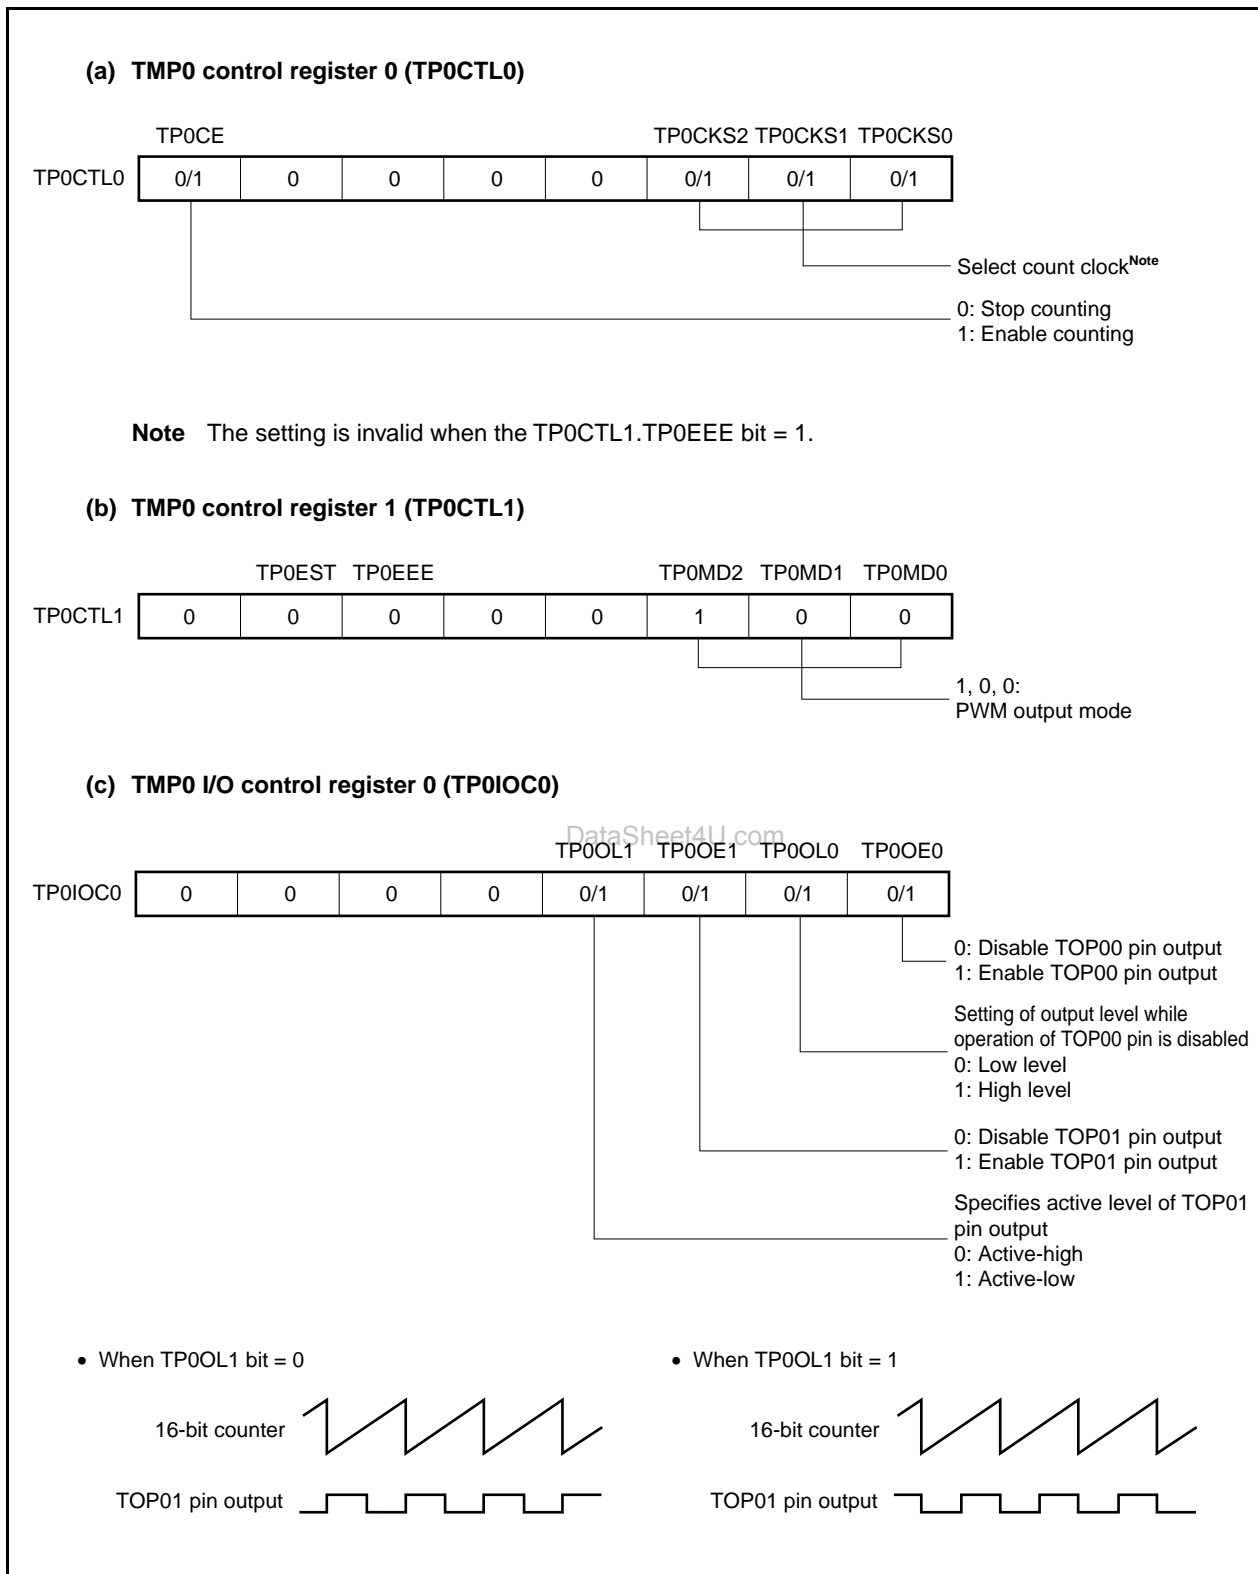 (a) TMP0 control register 0 (TP0CTL0)
TP0CE TP0CKS2 TP0CKS1 TP0CKS0
TP0CTL0 0/1 0 0 0 0 0/1 0/1 0/1
Select count clockNote
0: Stop counting
1: Enable counting
Note The setting is invalid when the TP0CTL1.TP0EEE bit = 1.
(b) TMP0 control register 1 (TP0CTL1)
TP0EST TP0EEE TP0MD2 TP0MD1 TP0MD0
TP0CTL1 0 0 0 0 0 1 0 0
1, 0, 0:
PWM output mode
(c) TMP0 I/O control register 0 (TP0IOC0)
DataSheet4U.com
TP0OL1 TP0OE1 TP0OL0 TP0OE0
TP0IOC0 0 0 0 0 0/1 0/1 0/1 0/1
0: Disable TOP00 pin output
1: Enable TOP00 pin output
Setting of output level while
operation of TOP00 pin is disabled
0: Low level
1: High level
0: Disable TOP01 pin output
1: Enable TOP01 pin output
Specifies active level of TOP01
pin output
0: Active-high
1: Active-low
• When TP0OL1 bit = 0
16-bit counter
TOP01 pin output
• When TP0OL1 bit = 1
16-bit counter
TOP01 pin output